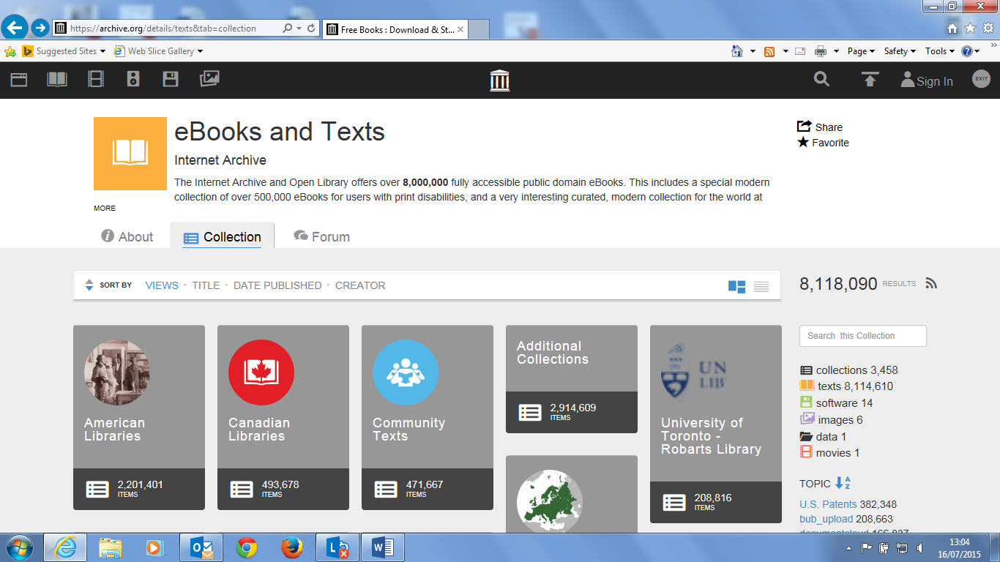 https://archive.org/details/texts&tab=collection
Free Books : Download & St...
Suggested Sites
Web Slice Gallery
Page
Safety
Tools
Sign In
EXIT
eBooks and Texts
Internet Archive
The Internet Archive and Open Library offers over 8,000,000 fully accessible public domain eBooks. This includes a special modern
collection of over 500,000 eBooks for users with print disabilities, and a very interesting curated, modern collection for the world at
MORE
Share
Favorite
About
Collection
Forum
SORT BY VIEWS · TITLE · DATE PUBLISHED · CREATOR
8,118,090 RESULTS
American
Libraries
2,201,401
ITEMS
Canadian
Libraries
493,678
ITEMS
Community
Texts
471,667
ITEMS
Additional
Collections
2,914,609
ITEMS
UN
LIB
University of
Toronto -
Robarts Library
208,816
ITEMS
Search this Collection
collections 3,458
texts 8,114,610
software 14
images 6
data 1
movies 1
TOPIC
U.S. Patents 382,348
bub_upload 208,663
13:04
16/07/2015